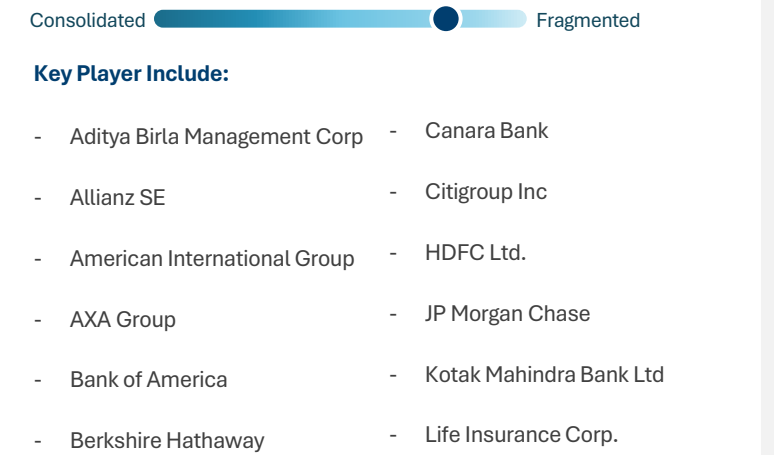 Consolidated Fragmented
Key Player Include:
- Aditya Birla Management Corp
- Allianz SE
- American International Group
- AXA Group
- Bank of America
- Berkshire Hathaway
- Canara Bank
- Citigroup Inc
- HDFC Ltd.
- JP Morgan Chase
- Kotak Mahindra Bank Ltd
- Life Insurance Corp.